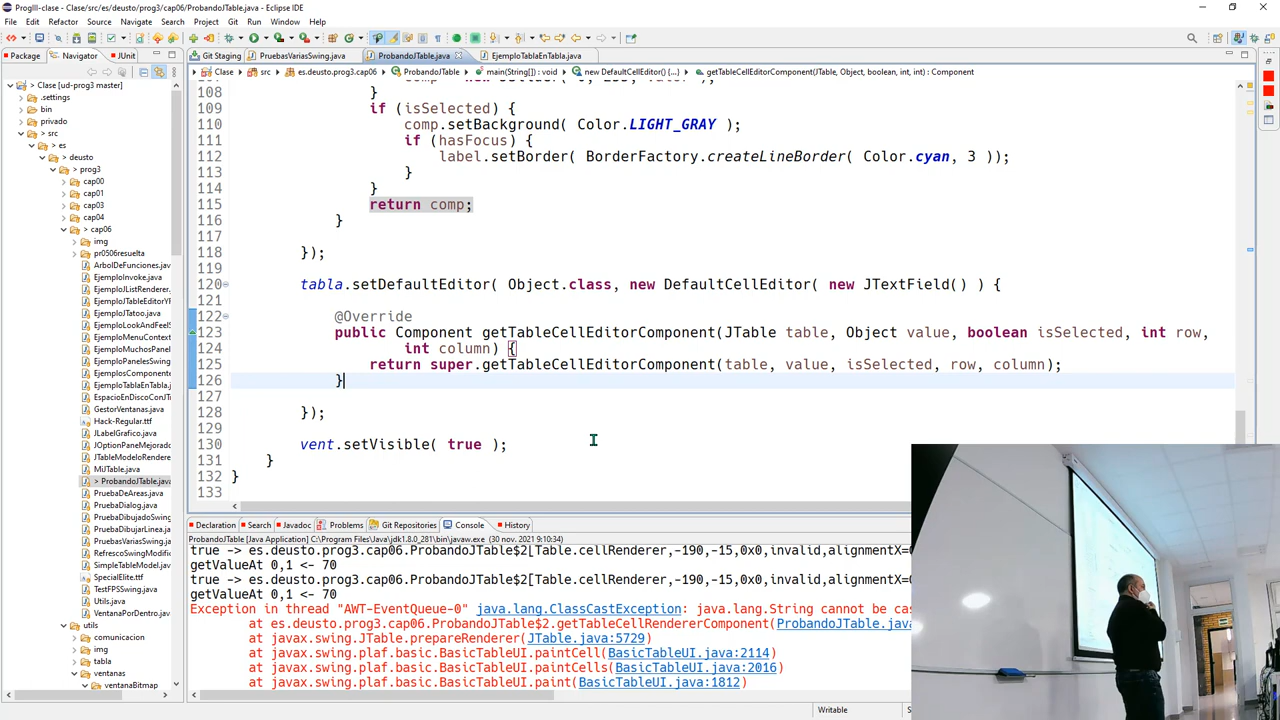 ProgIII-clase - Clase/src/es/deusto/prog3/cap06/ProbandoJTable.java - Eclipse IDE
File Edit Refactor Source Navigate Search Project Git Run Window Help
Package Navigator JUnit
Git Staging PruebasVariasSwing.java ProbandoJTable.java EjemploTablaEnTabla.java
Clase src es.deusto.prog3.cap06 ProbandoJTable main(String[]) : void new DefaultCellEditor() {...} getTableCellEditorComponent(JTable, Object, boolean, int, int) : Component
Clase [ud-prog3 master]
.settings
bin
privado
src
es
deusto
prog3
cap00
cap01
cap03
cap04
cap06
img
pr0506resuelta
ArbolDeFunciones.java
EjemploInvoke.java
EjemploJListRenderer.
EjemploJTableEditorYF
EjemploJTatoo.java
EjemploLookAndFeelS
EjemploMenuContext
EjemploMuchosPanel
EjemploPanelesSwing
EjemplosComponente
EjemploTablaEnTabla.j
EspacioEnDiscoConJT
GestorVentanas.java
Hack-Regular.ttf
JLabelGrafico.java
JOptionPaneMejorado
JTableModeloRendere
MiJTable.java
> ProbandoJTable.java
PruebaDeAreas.java
PruebaDialog.java
PruebaDibujadoSwing
PruebaDibujarLinea.ja
PruebasVariasSwing.ja
RefrescoSwingModific
SimpleTableModel.jav
SpecialElite.ttf
TestFPSSwing.java
Utils.java
VentanaPorDentro.jav
utils
comunicacion
img
tabla
ventanas
ventanaBitmap
108 }
109 if (isSelected) {
110 comp.setBackground( Color.LIGHT_GRAY );
111 if (hasFocus) {
112 label.setBorder( BorderFactory.createLineBorder( Color.cyan, 3 ));
113 }
114 }
115 return comp;
116 }
117
118 });
119
120 tabla.setDefaultEditor( Object.class, new DefaultCellEditor( new JTextField() ) {
121
122 @Override
123 public Component getTableCellEditorComponent(JTable table, Object value, boolean isSelected, int row,
124 int column) {
125 return super.getTableCellEditorComponent(table, value, isSelected, row, column);
126 }
127
128 });
129
130 vent.setVisible( true );
131 }
132 }
133
Declaration Search Javadoc Problems Git Repositories Console History
ProbandoJTable [Java Application] C:\Program Files\Java\jdk1.8.0_281\bin\javaw.exe (30 nov. 2021 9:10:34)
true -> es.deusto.prog3.cap06.ProbandoJTable$2[Table.cellRenderer,-190,-15,0x0,invalid,alignmentX=
getValueAt 0,1 <- 70
true -> es.deusto.prog3.cap06.ProbandoJTable$2[Table.cellRenderer,-190,-15,0x0,invalid,alignmentX=
getValueAt 0,1 <- 70
Exception in thread "AWT-EventQueue-0" java.lang.ClassCastException: java.lang.String cannot be cas
at es.deusto.prog3.cap06.ProbandoJTable$2.getTableCellRendererComponent(ProbandoJTable.java
at javax.swing.JTable.prepareRenderer(JTable.java:5729)
at javax.swing.plaf.basic.BasicTableUI.paintCell(BasicTableUI.java:2114)
at javax.swing.plaf.basic.BasicTableUI.paintCells(BasicTableUI.java:2016)
at javax.swing.plaf.basic.BasicTableUI.paint(BasicTableUI.java:1812)
Writable